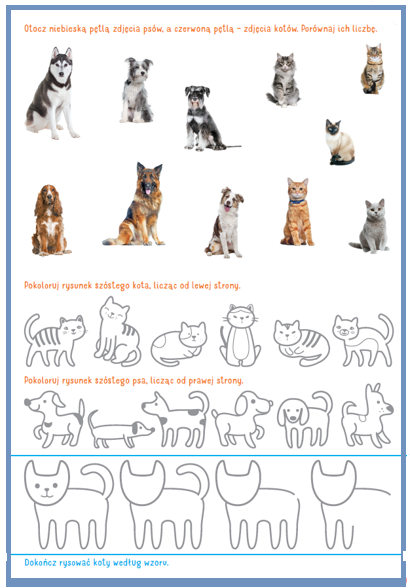 Otocz niebieską pętlą zdjęcia psów, a czerwoną pętlą – zdjęcia kotów. Porównaj ich liczbę.
Pokoloruj rysunek szóstego kota, licząc od lewej strony.
Pokoloruj rysunek szóstego psa, licząc od prawej strony.
Dokończ rysować koty według wzoru.